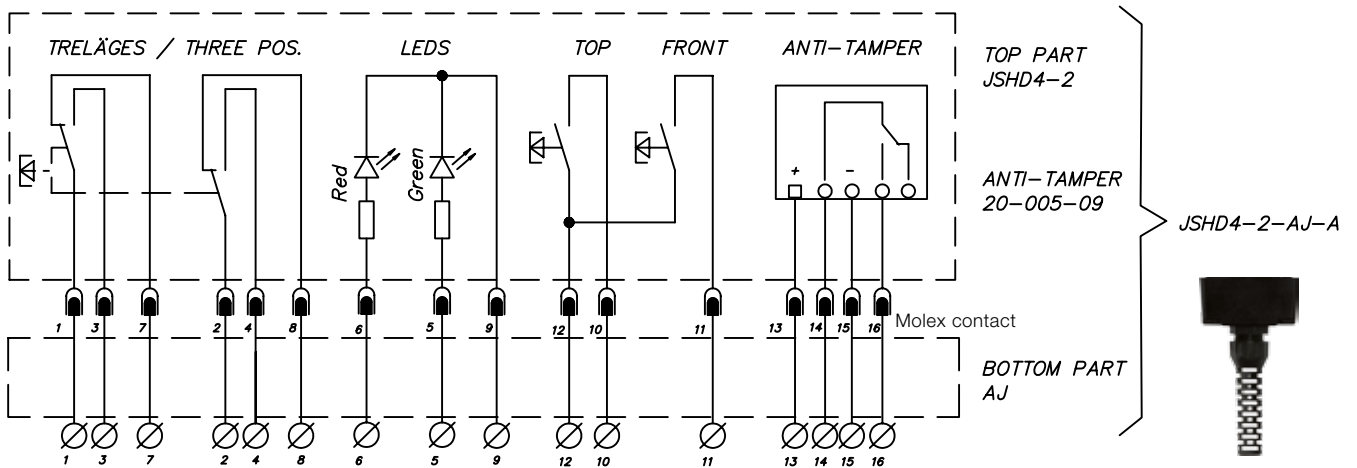 TRELÄGES / THREE POS.
LEDS
TOP
FRONT
ANTI-TAMPER
TOP PART
JSHD4-2
Red
Green
+
-
ANTI-TAMPER
20-005-09
JSHD4-2-AJ-A
1 3 7 2 4 8 6 5 9 12 10 11 13 14 15 16
Molex contact
BOTTOM PART
AJ
1 3 7 2 4 8 6 5 9 12 10 11 13 14 15 16